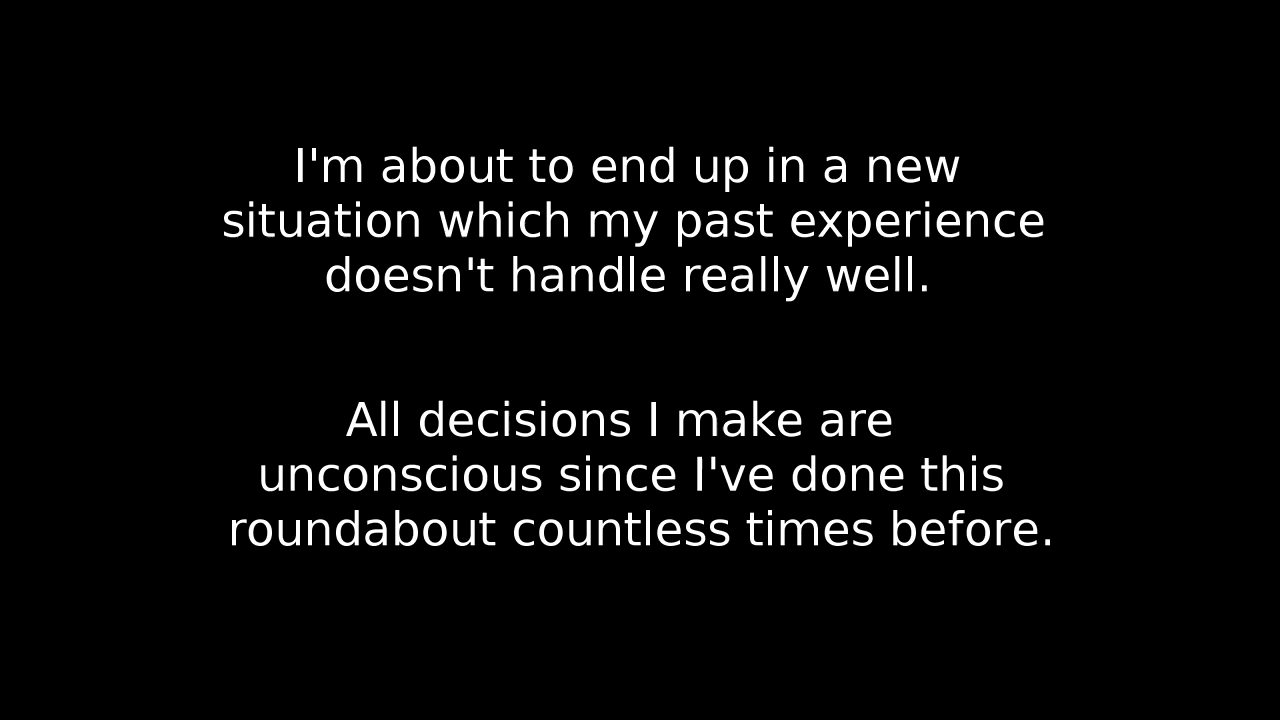 I'm about to end up in a new
situation which my past experience
doesn't handle really well.
All decisions I make are
unconscious since I've done this
roundabout countless times before.